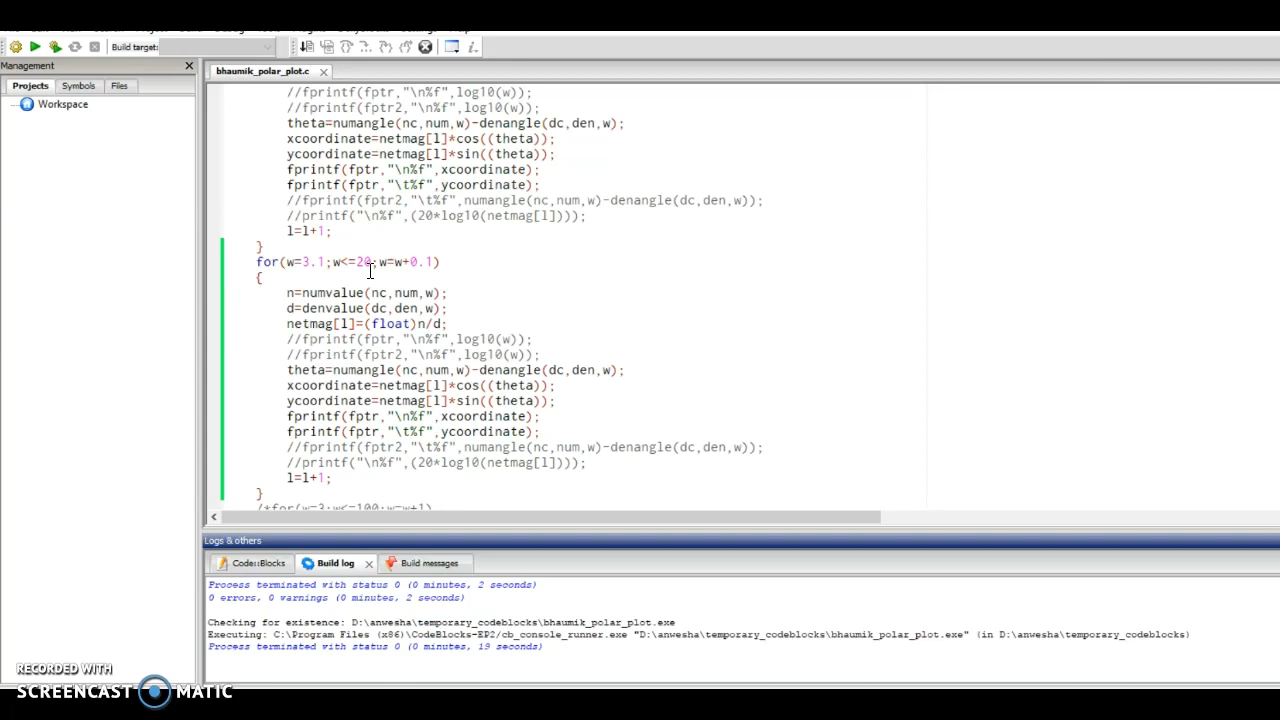 Build target:
Management
Projects Symbols Files
Workspace
bhaumik_polar_plot.c
//fprintf(fptr,"\n%f",log10(w));
//fprintf(fptr2,"\n%f",log10(w));
theta=numangle(nc,num,w)-denangle(dc,den,w);
xcoordinate=netmag[l]*cos((theta));
ycoordinate=netmag[l]*sin((theta));
fprintf(fptr,"\n%f",xcoordinate);
fprintf(fptr,"\t%f",ycoordinate);
//fprintf(fptr2,"\t%f",numangle(nc,num,w)-denangle(dc,den,w));
//printf("\n%f",(20*log10(netmag[l])));
l=l+1;
}
for(w=3.1;w<=20;w=w+0.1)
{
n=numvalue(nc,num,w);
d=denvalue(dc,den,w);
netmag[l]=(float)n/d;
//fprintf(fptr,"\n%f",log10(w));
//fprintf(fptr2,"\n%f",log10(w));
theta=numangle(nc,num,w)-denangle(dc,den,w);
xcoordinate=netmag[l]*cos((theta));
ycoordinate=netmag[l]*sin((theta));
fprintf(fptr,"\n%f",xcoordinate);
fprintf(fptr,"\t%f",ycoordinate);
//fprintf(fptr2,"\t%f",numangle(nc,num,w)-denangle(dc,den,w));
//printf("\n%f",(20*log10(netmag[l])));
l=l+1;
}
/*for(w=3;w<=100;w=w+1)
Logs & others
Code::Blocks Build log Build messages
Process terminated with status 0 (0 minutes, 2 seconds)
0 errors, 0 warnings (0 minutes, 2 seconds)
Checking for existence: D:\anwesha\temporary_codeblocks\bhaumik_polar_plot.exe
Executing: C:\Program Files (x86)\CodeBlocks-EP2/cb_console_runner.exe "D:\anwesha\temporary_codeblocks\bhaumik_polar_plot.exe" (in D:\anwesha\temporary_codeblocks)
Process terminated with status 0 (0 minutes, 19 seconds)
RECORDED WITH
SCREENCAST MATIC